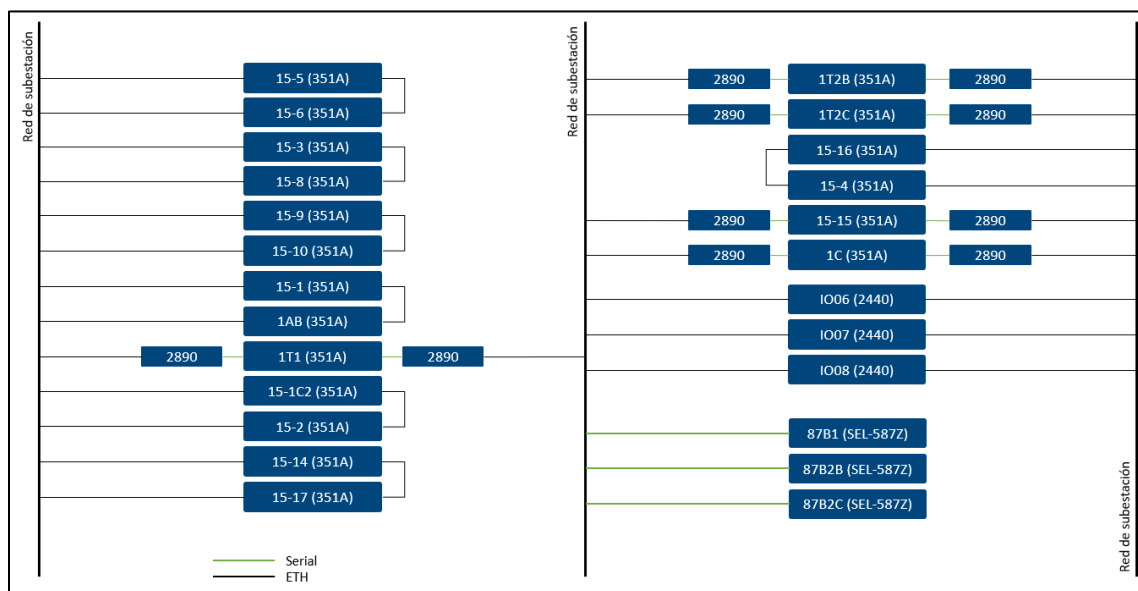 Red de subestación
15-5 (351A)
15-6 (351A)
15-3 (351A)
15-8 (351A)
15-9 (351A)
15-10 (351A)
15-1 (351A)
1AB (351A)
2890 1T1 (351A) 2890
15-1C2 (351A)
15-2 (351A)
15-14 (351A)
15-17 (351A)
Serial
ETH
Red de subestación
2890 1T2B (351A) 2890
2890 1T2C (351A) 2890
15-16 (351A)
15-4 (351A)
2890 15-15 (351A) 2890
2890 1C (351A) 2890
IO06 (2440)
IO07 (2440)
IO08 (2440)
87B1 (SEL-587Z)
87B2B (SEL-587Z)
87B2C (SEL-587Z)
Red de subestación